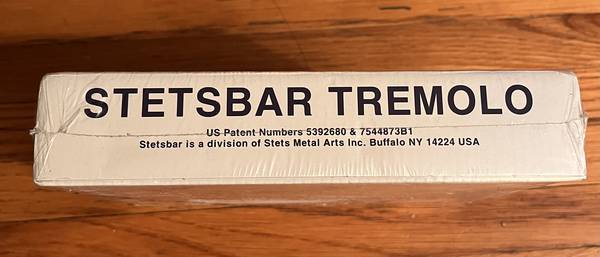 STETSBAR TREMOLO
US Patent Numbers 5392680 & 7544873B1
Stetsbar is a division of Stets Metal Arts Inc. Buffalo NY 14224 USA